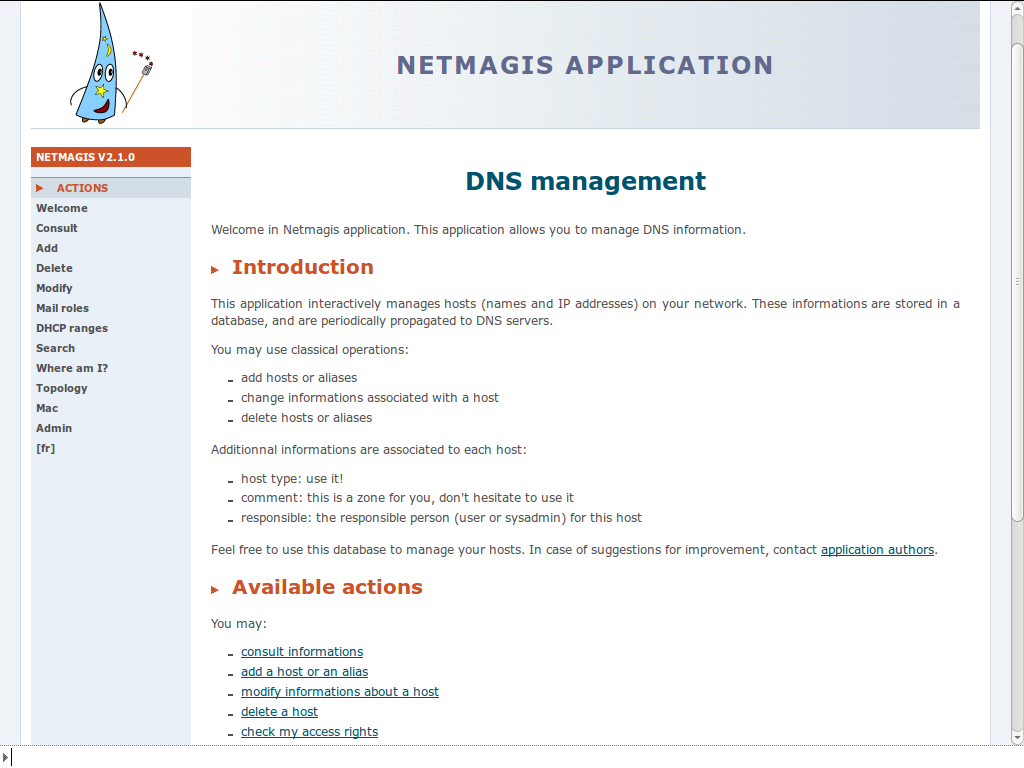 NETMAGIS APPLICATION
NETMAGIS V2.1.0
ACTIONS
Welcome
Consult
Add
Delete
Modify
Mail roles
DHCP ranges
Search
Where am I?
Topology
Mac
Admin
[fr]
DNS management
Welcome in Netmagis application. This application allows you to manage DNS information.
Introduction
This application interactively manages hosts (names and IP addresses) on your network. These informations are stored in a
database, and are periodically propagated to DNS servers.
You may use classical operations:
add hosts or aliases
change informations associated with a host
delete hosts or aliases
Additionnal informations are associated to each host:
host type: use it!
comment: this is a zone for you, don't hesitate to use it
responsible: the responsible person (user or sysadmin) for this host
Feel free to use this database to manage your hosts. In case of suggestions for improvement, contact application authors.
Available actions
You may:
consult informations
add a host or an alias
modify informations about a host
delete a host
check my access rights